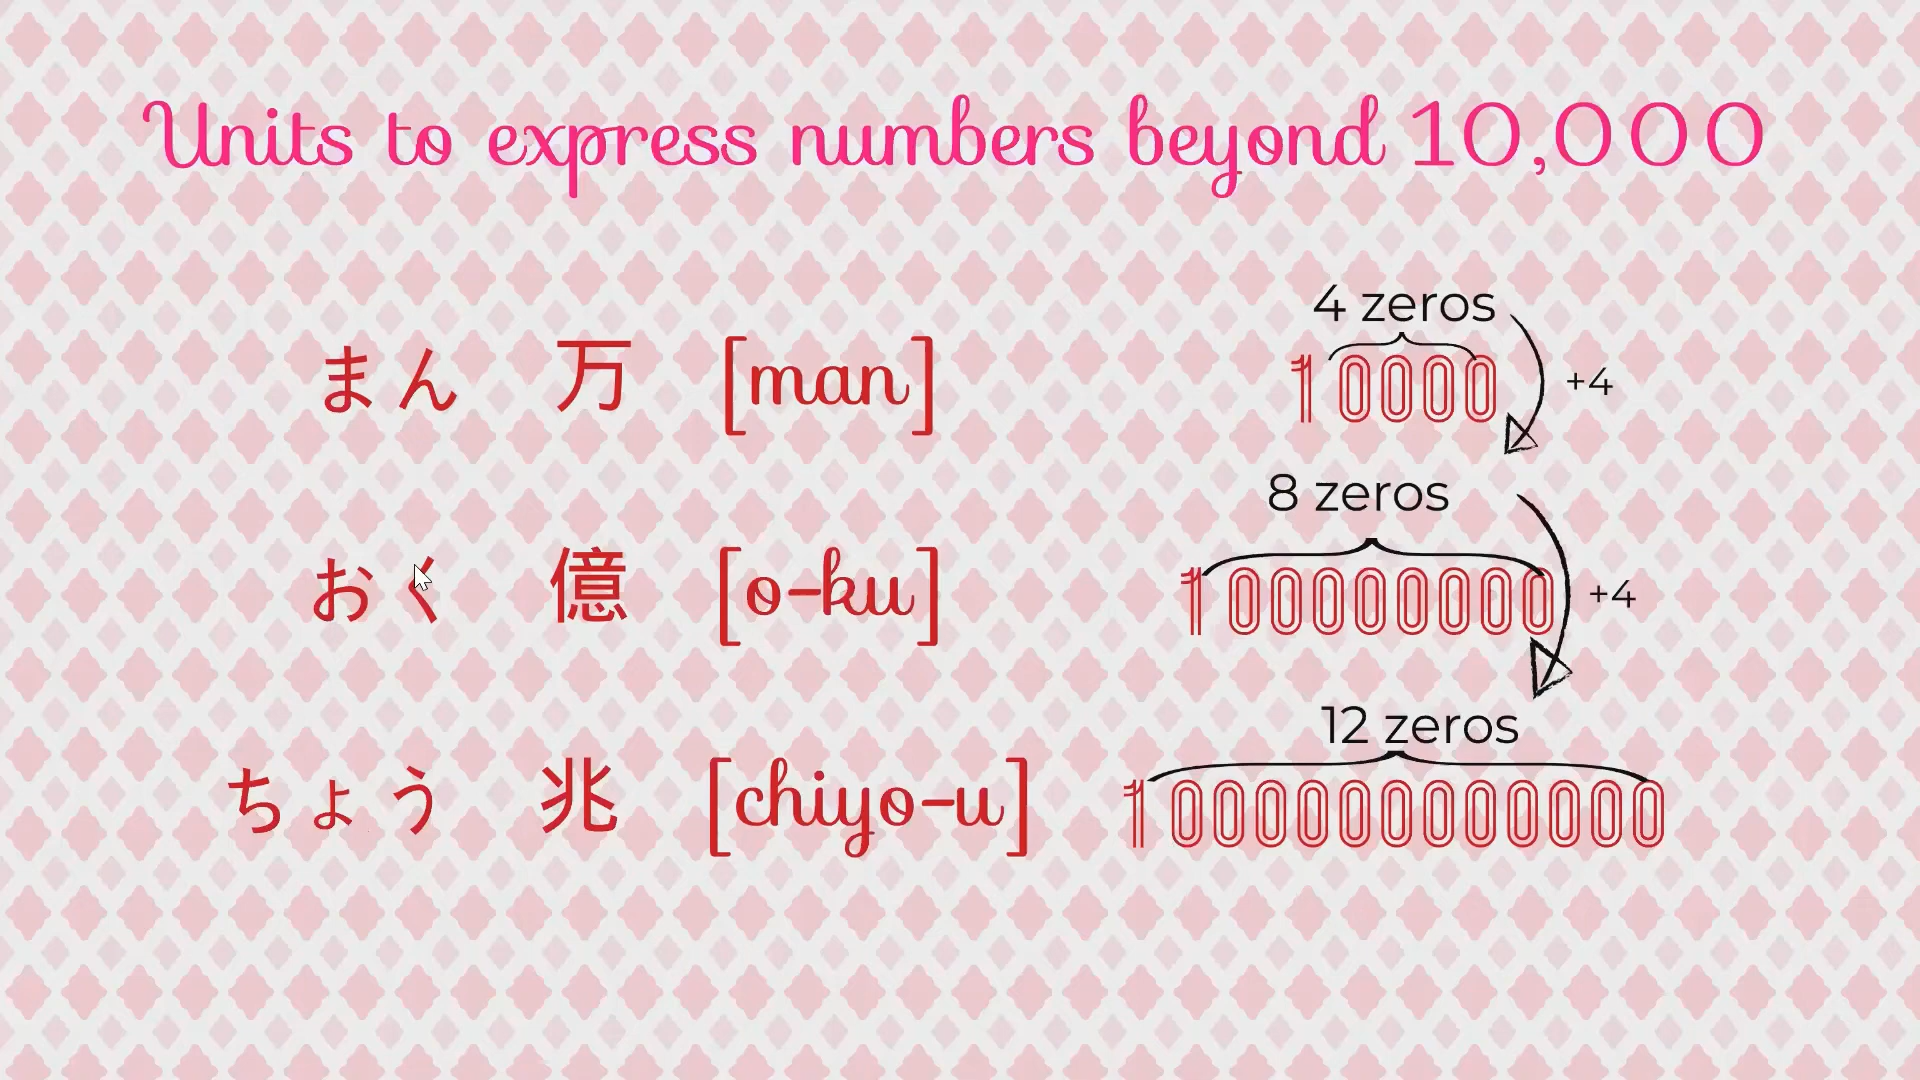 Units to express numbers beyond 10,000
4 zeros
まん 万 [man] 10000 +4
8 zeros
おく 億 [o-ku] 100000000 +4
12 zeros
ちょう 兆 [chiyo-u] 1000000000000